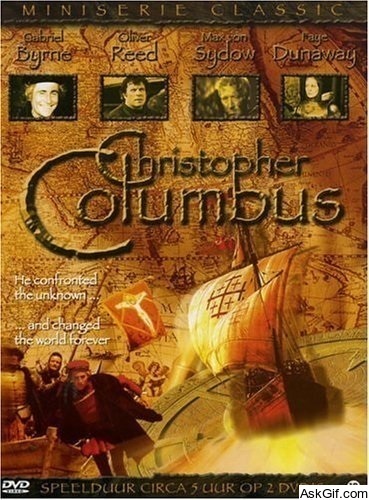 MINISERIE CLASSIC
Gabriel Byrne
Oliver Reed
Max von Sydow
Faye Dunaway
Christopher
Columbus
He confronted
the unknown ...
... and changed
the world forever
DVD
VIDEO
SPEELDUUR CIRCA 5 UUR OP 2 DV
AskGif.com